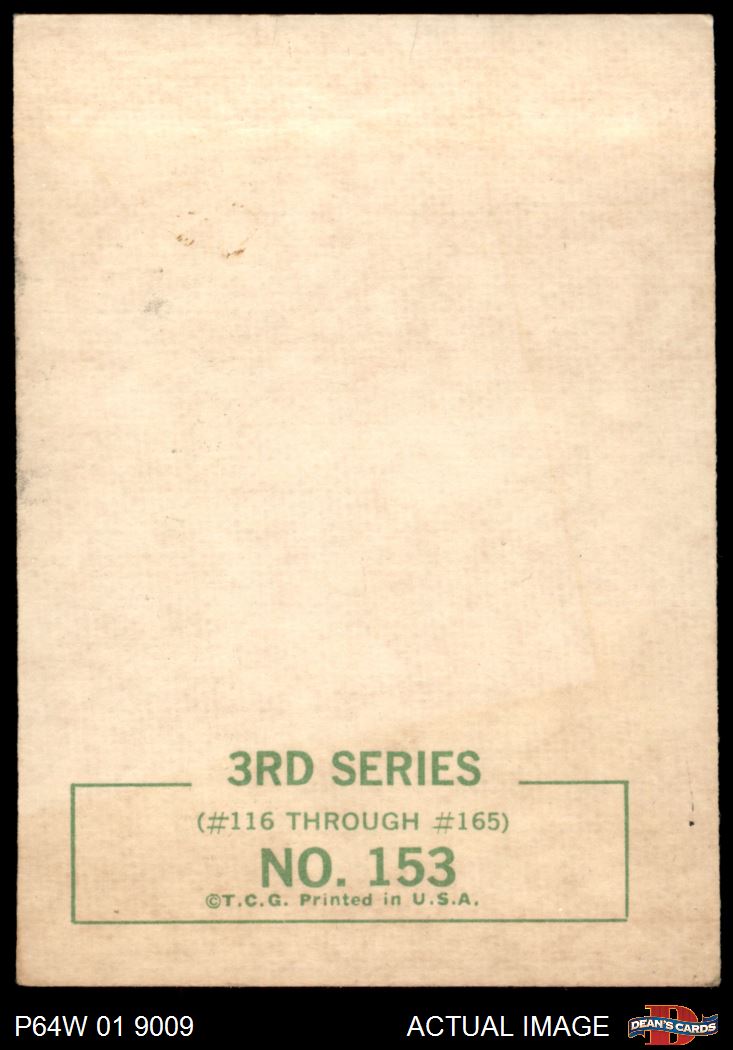 3RD SERIES
(#116 THROUGH #165)
NO. 153
©T.C.G. Printed in U.S.A.
P64W 01 9009
ACTUAL IMAGE
D
DEAN'S CARDS